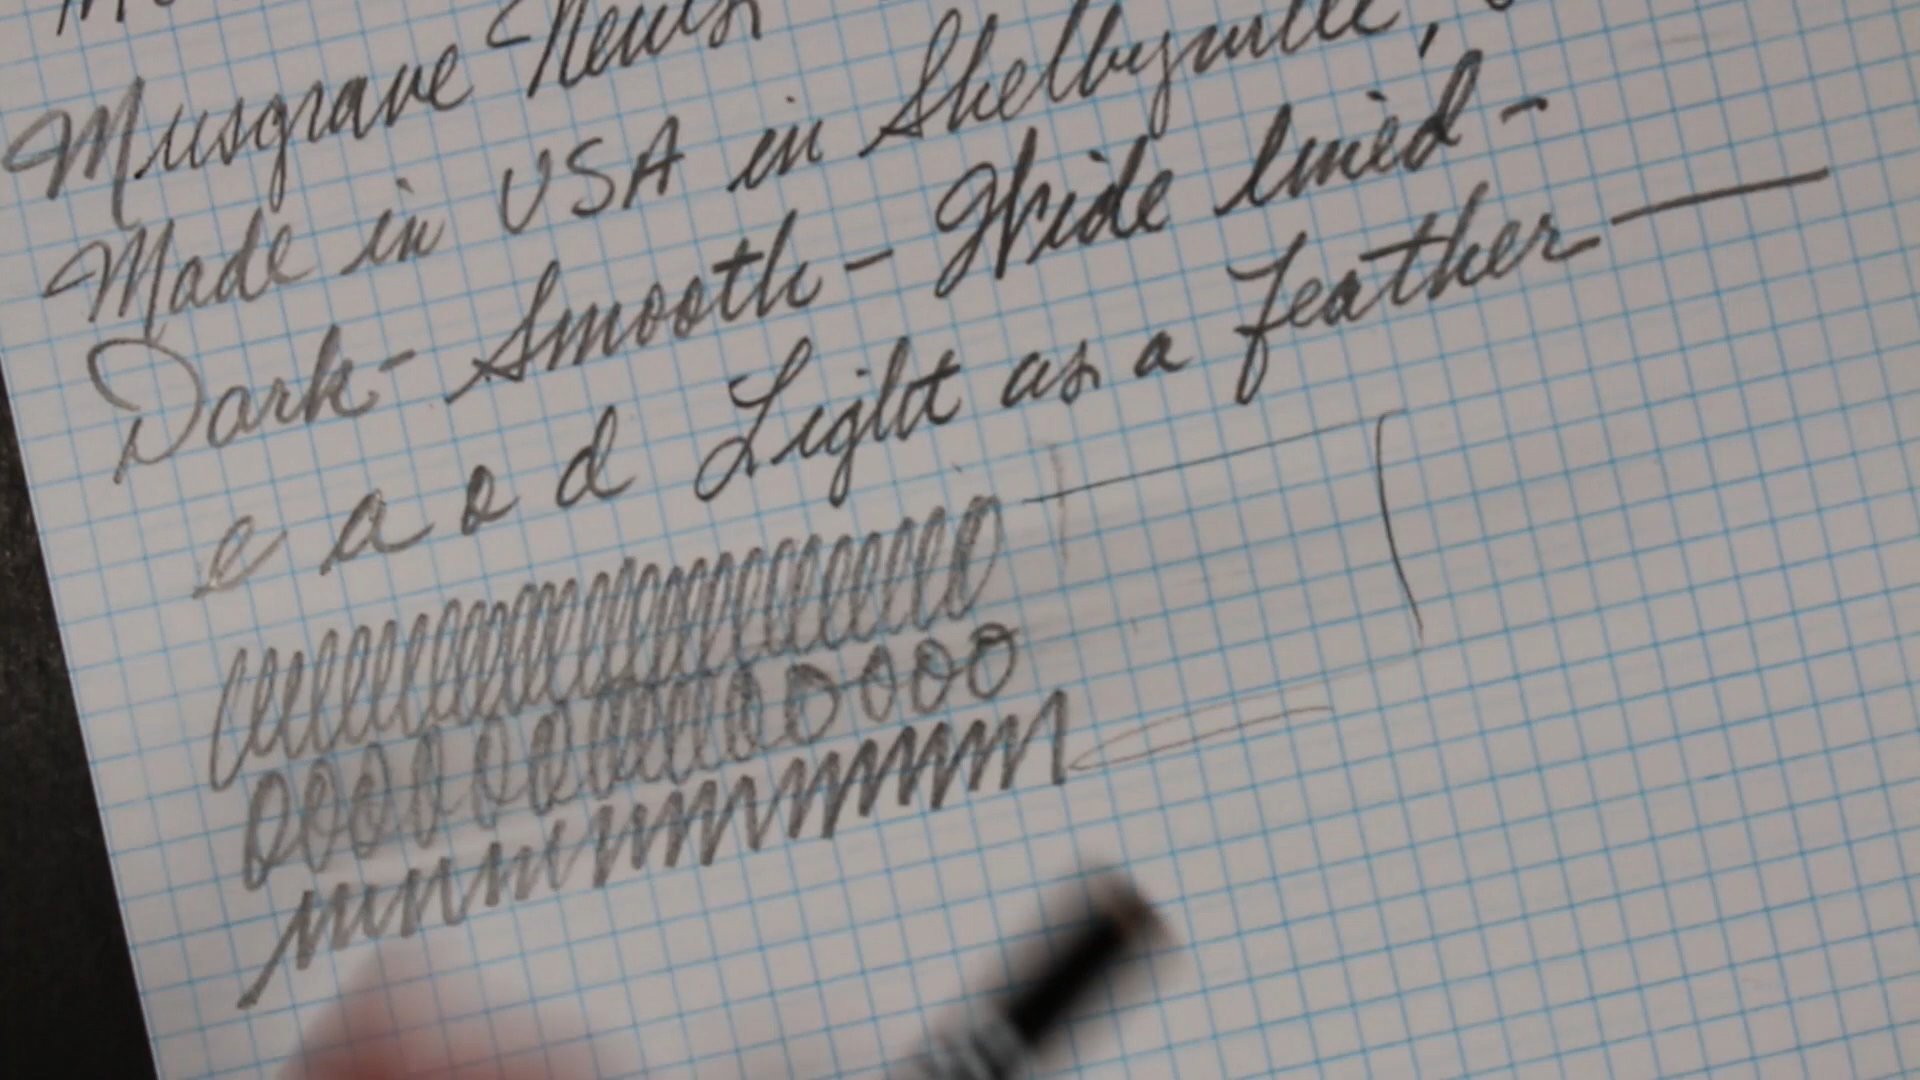 Musgrave News
Made in USA in Shelbyville,
Dark - Smooth - Wide lined -
e a o d Light as a feather —